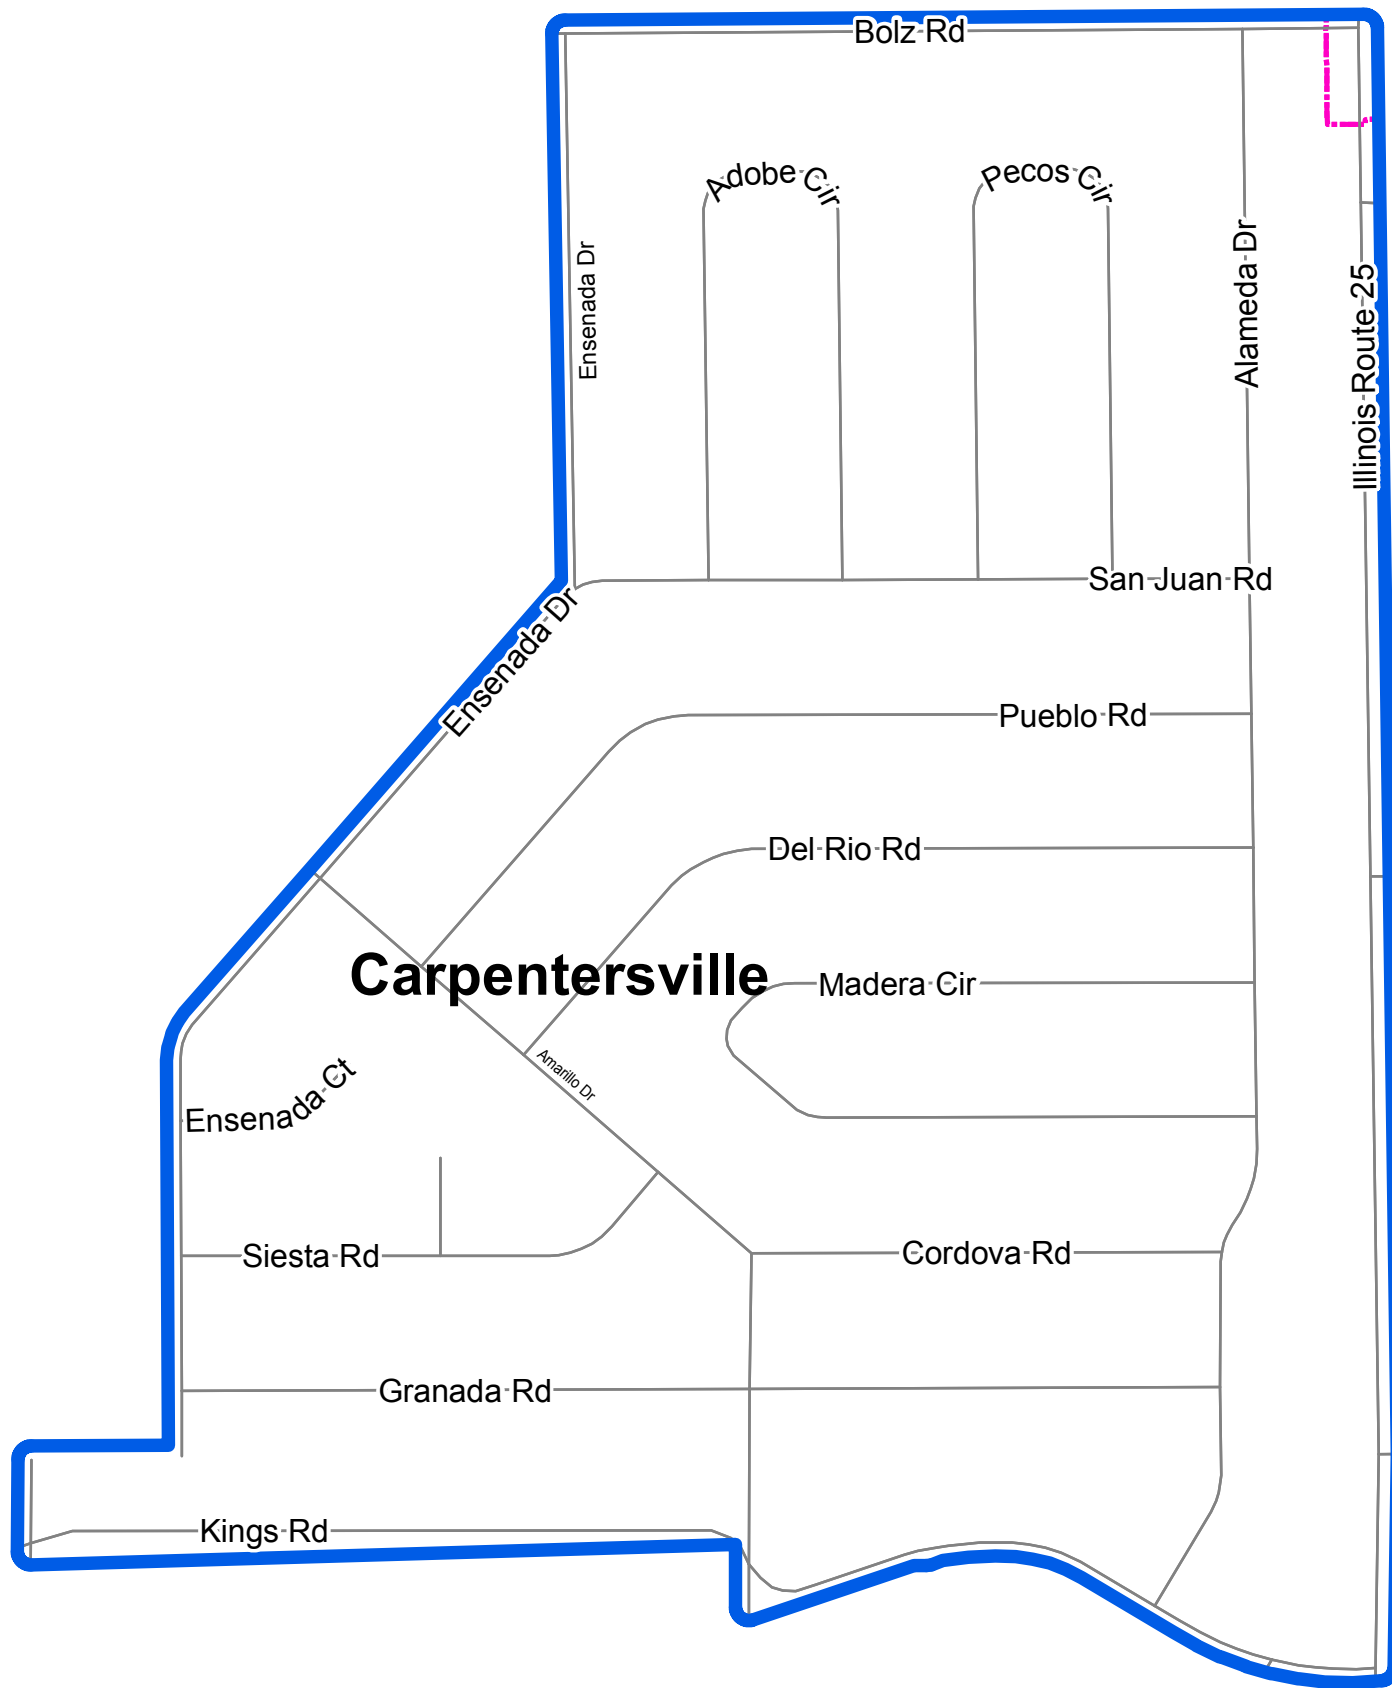 Bolz Rd
Adobe Cir
Pecos Cir
Ensenada Dr
Alameda Dr
Illinois Route 25
San Juan Rd
Ensenada Dr
Pueblo Rd
Del Rio Rd
Carpentersville
Madera Cir
Amarillo Dr
Ensenada Ct
Siesta Rd
Cordova Rd
Granada Rd
Kings Rd